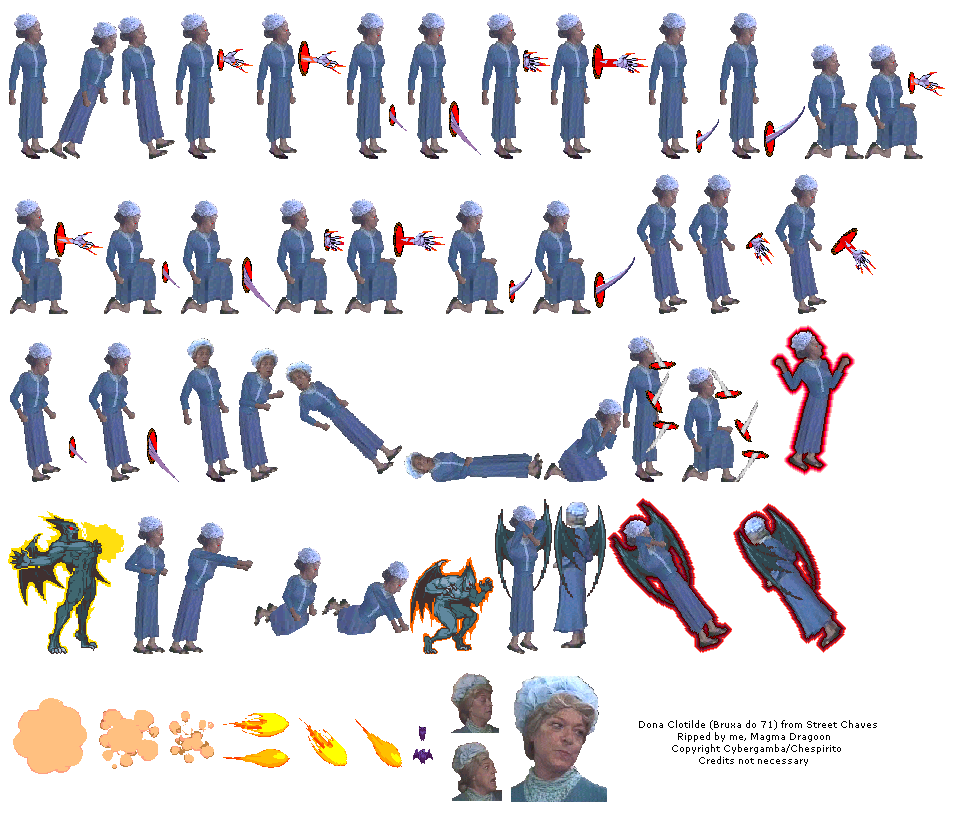 Dona Clotilde (Bruxa do 71) from Street Chaves
Ripped by me, Magma Dragoon
Copyright Cybergamba/Chespirito
Credits not necessary